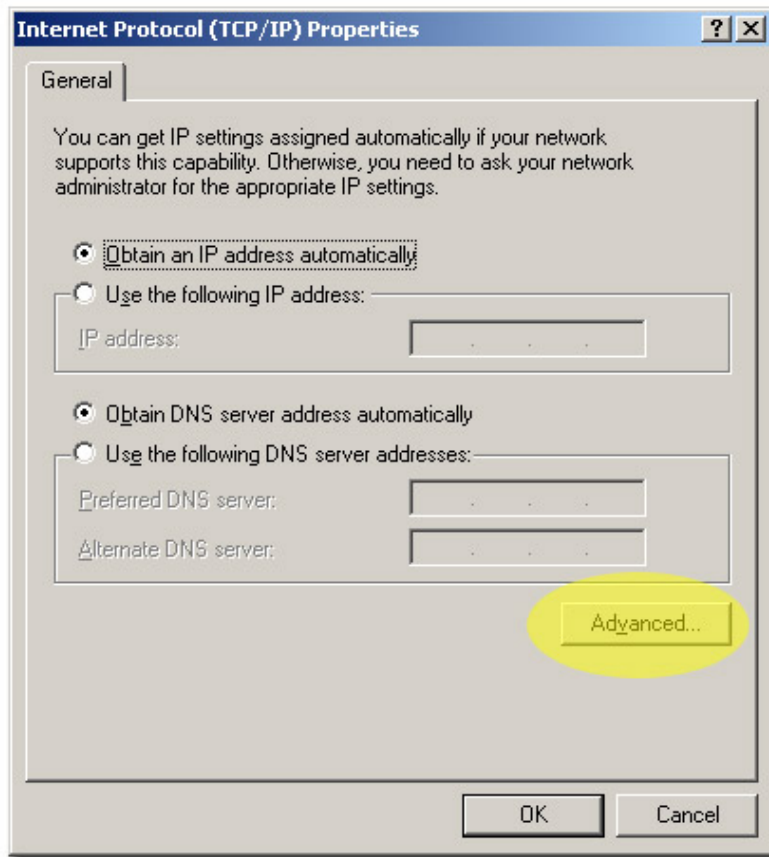 Internet Protocol (TCP/IP) Properties
General
You can get IP settings assigned automatically if your network
supports this capability. Otherwise, you need to ask your network
administrator for the appropriate IP settings.
Obtain an IP address automatically
Use the following IP address:
IP address:
Obtain DNS server address automatically
Use the following DNS server addresses:
Preferred DNS server:
Alternate DNS server:
Advanced...
OK
Cancel